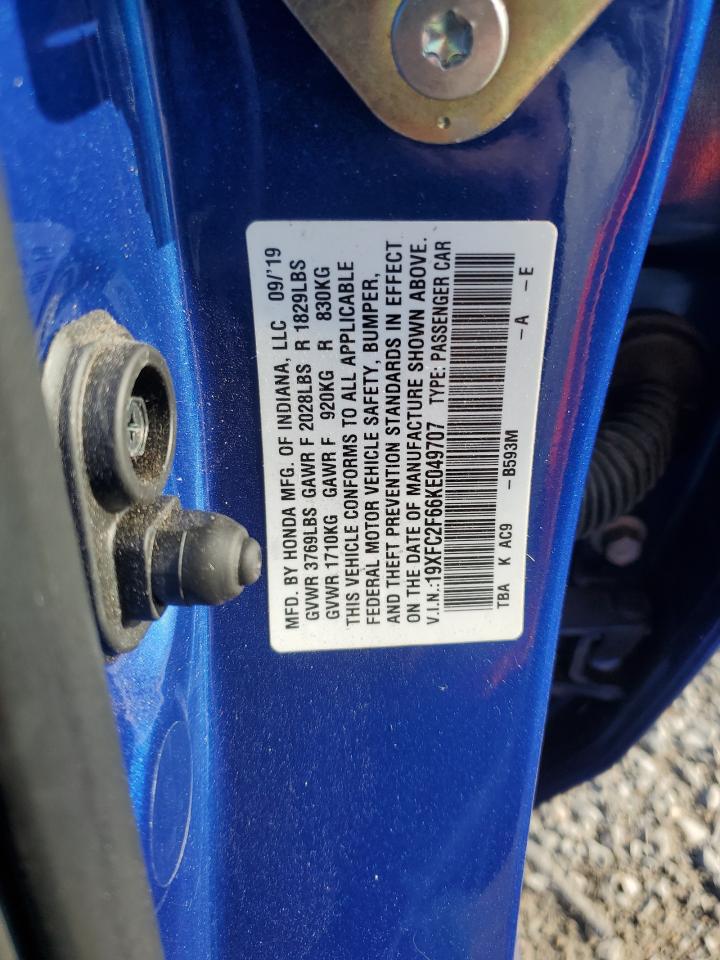 MFD. BY HONDA MFG. OF INDIANA, LLC 09/'19
GVWR 3769LBS GAWR F 2028LBS R 1829LBS
GVWR 1710KG GAWR F 920KG R 830KG
THIS VEHICLE CONFORMS TO ALL APPLICABLE
FEDERAL MOTOR VEHICLE SAFETY, BUMPER,
AND THEFT PREVENTION STANDARDS IN EFFECT
ON THE DATE OF MANUFACTURE SHOWN ABOVE.
V.I.N.:19XFC2F66KE049707 TYPE: PASSENGER CAR
TBA K AC9 -B593M -A -E